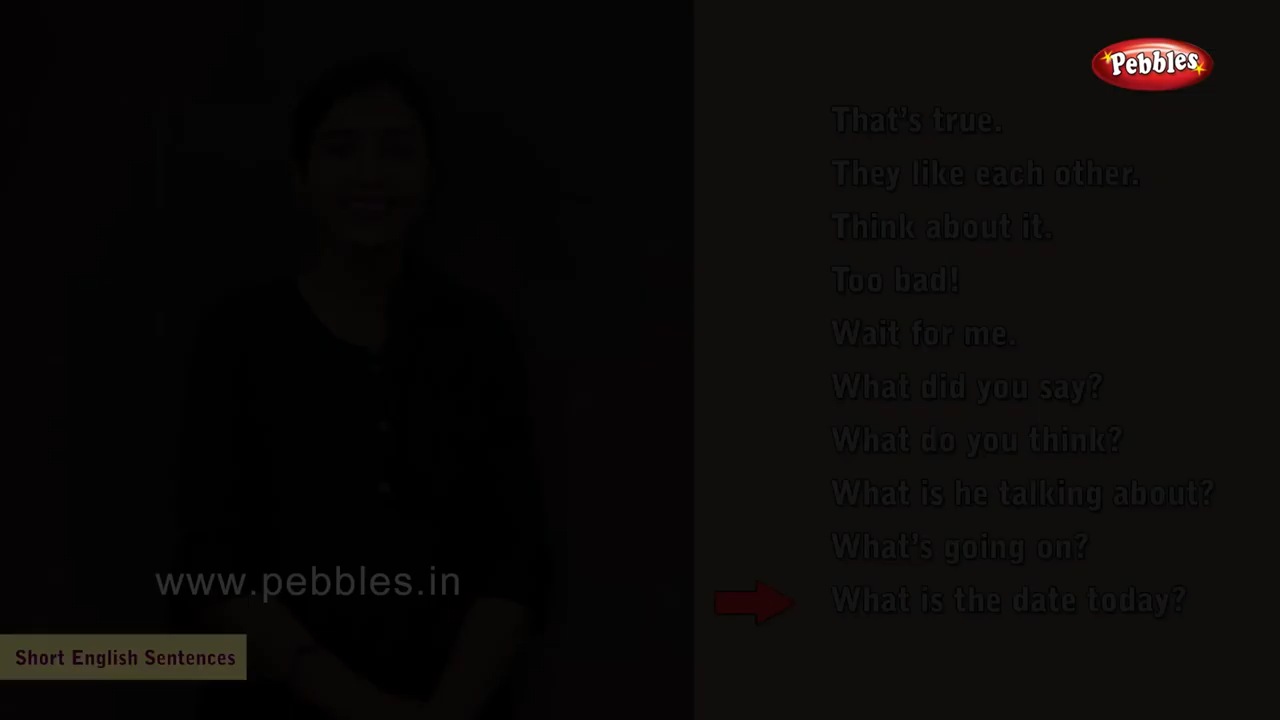 Pebbles
That's true.
They like each other.
Think about it.
Too bad!
Wait for me.
What did you say?
What do you think?
What is he talking about?
What's going on?
What is the date today?
www.pebbles.in
Short English Sentences